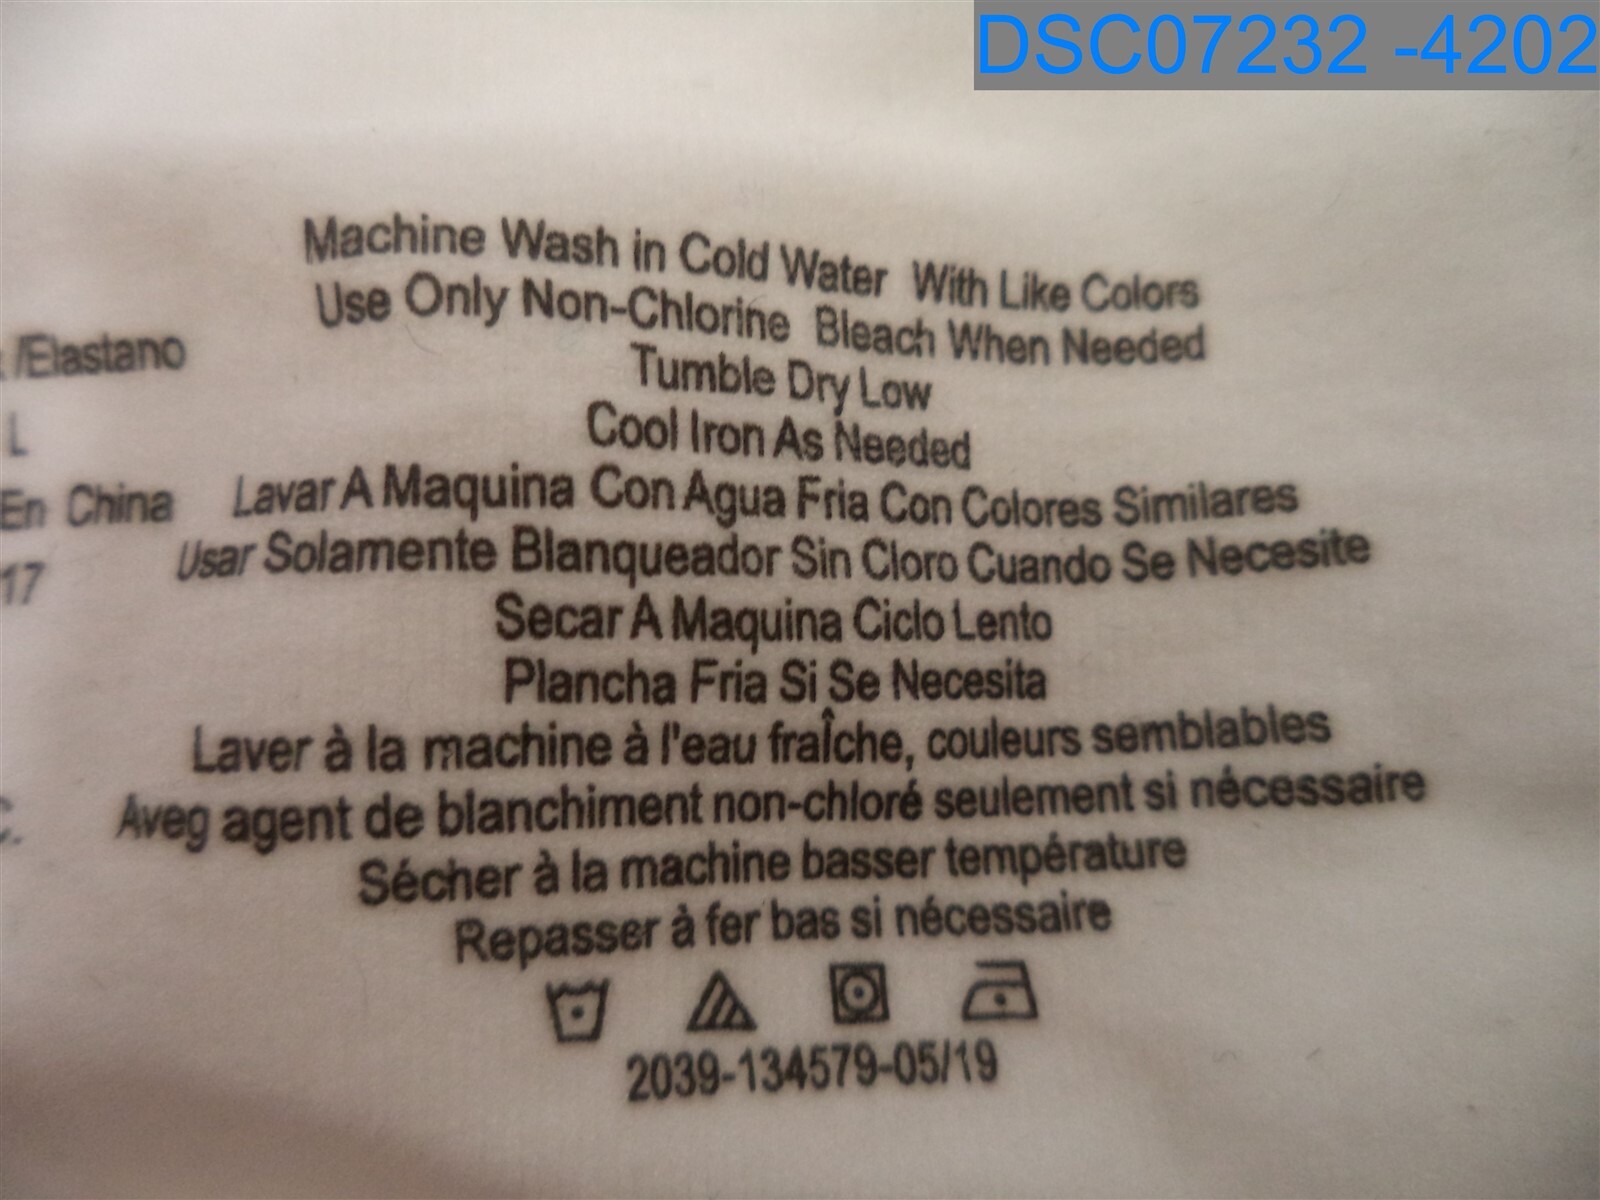 DSC07232 -4202
Machine Wash in Cold Water With Like Colors
Use Only Non-Chlorine Bleach When Needed
Tumble Dry Low
Cool Iron As Needed
Lavar A Maquina Con Agua Fria Con Colores Similares
Usar Solamente Blanqueador Sin Cloro Cuando Se Necesite
Secar A Maquina Ciclo Lento
Plancha Fria Si Se Necesita
Laver à la machine à l'eau fraÎche, couleurs semblables
Aveg agent de blanchiment non-chloré seulement si nécessaire
Sécher à la machine basser température
Repasser à fer bas si nécessaire
2039-134579-05/19
/Elastano
L
En China
17